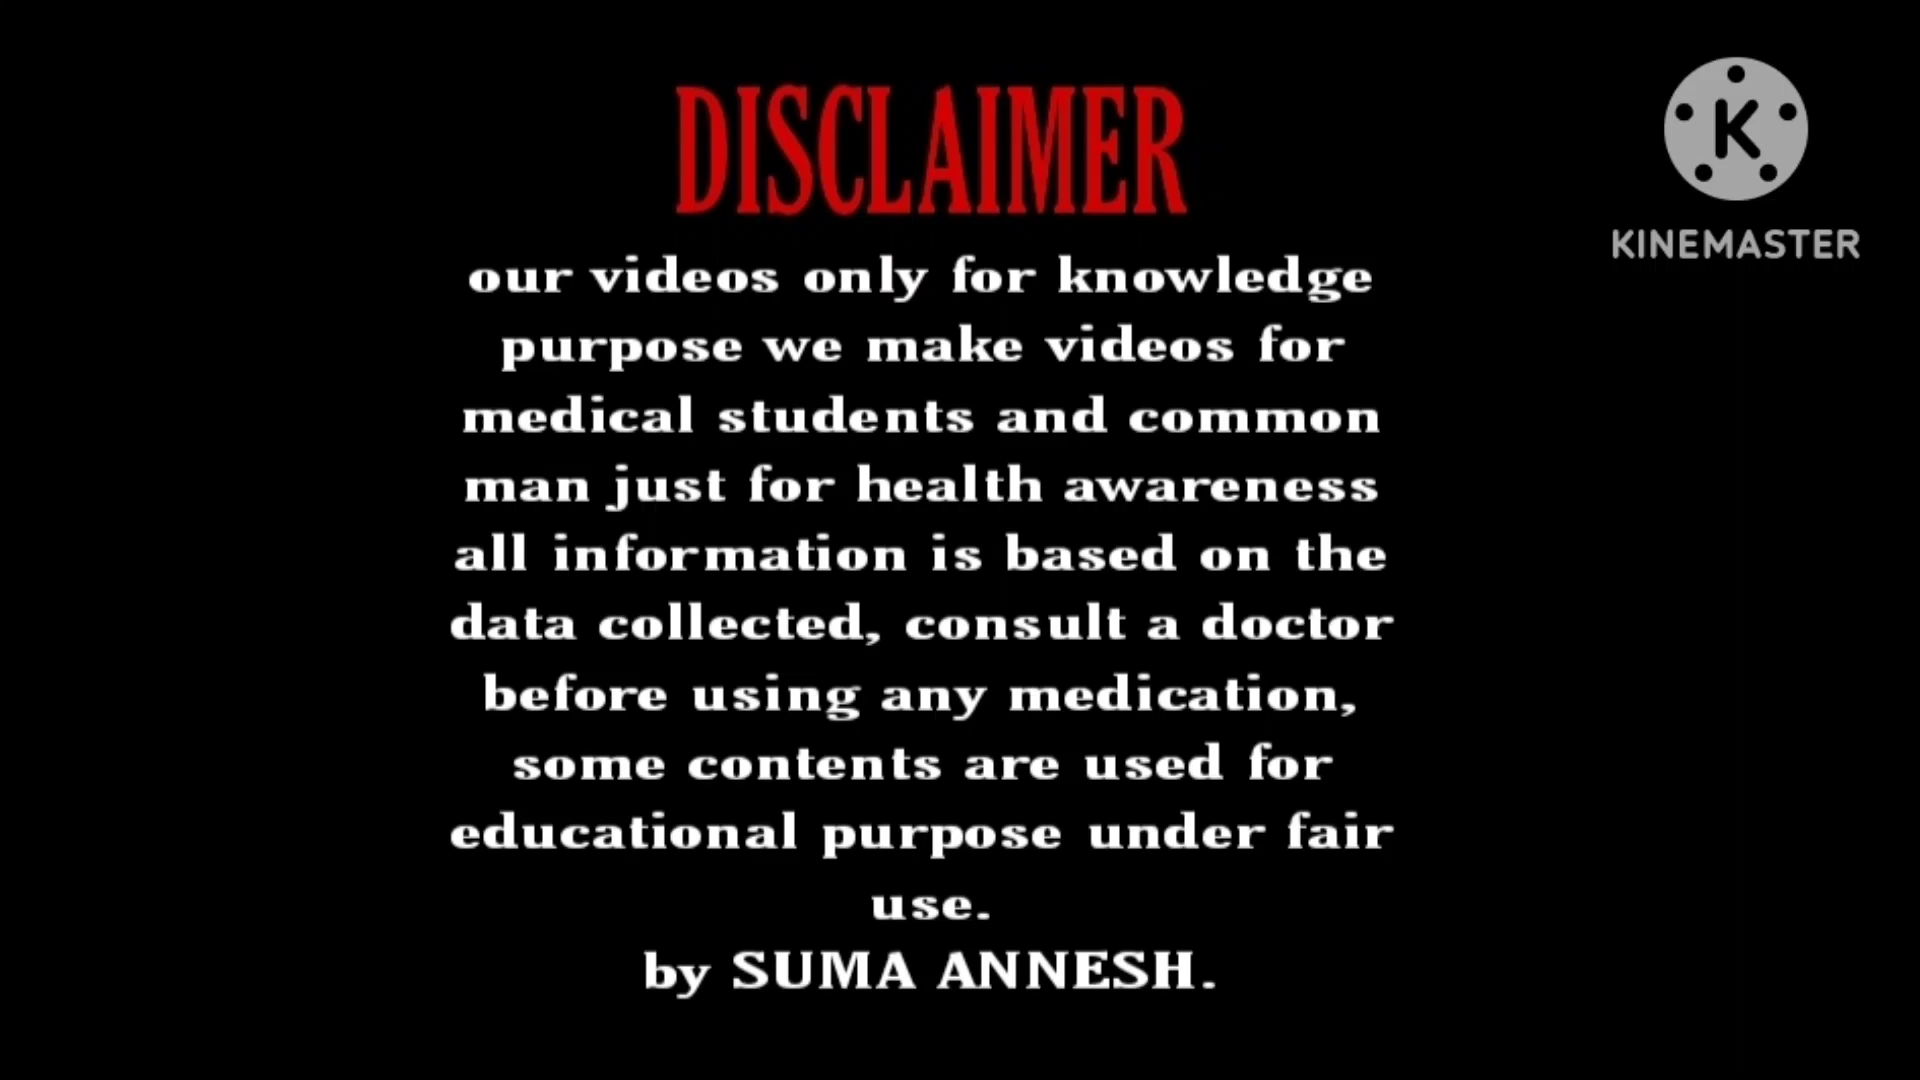 DISCLAIMER
K
KINEMASTER
our videos only for knowledge
purpose we make videos for
medical students and common
man just for health awareness
all information is based on the
data collected, consult a doctor
before using any medication,
some contents are used for
educational purpose under fair
use.
by SUMA ANNESH.